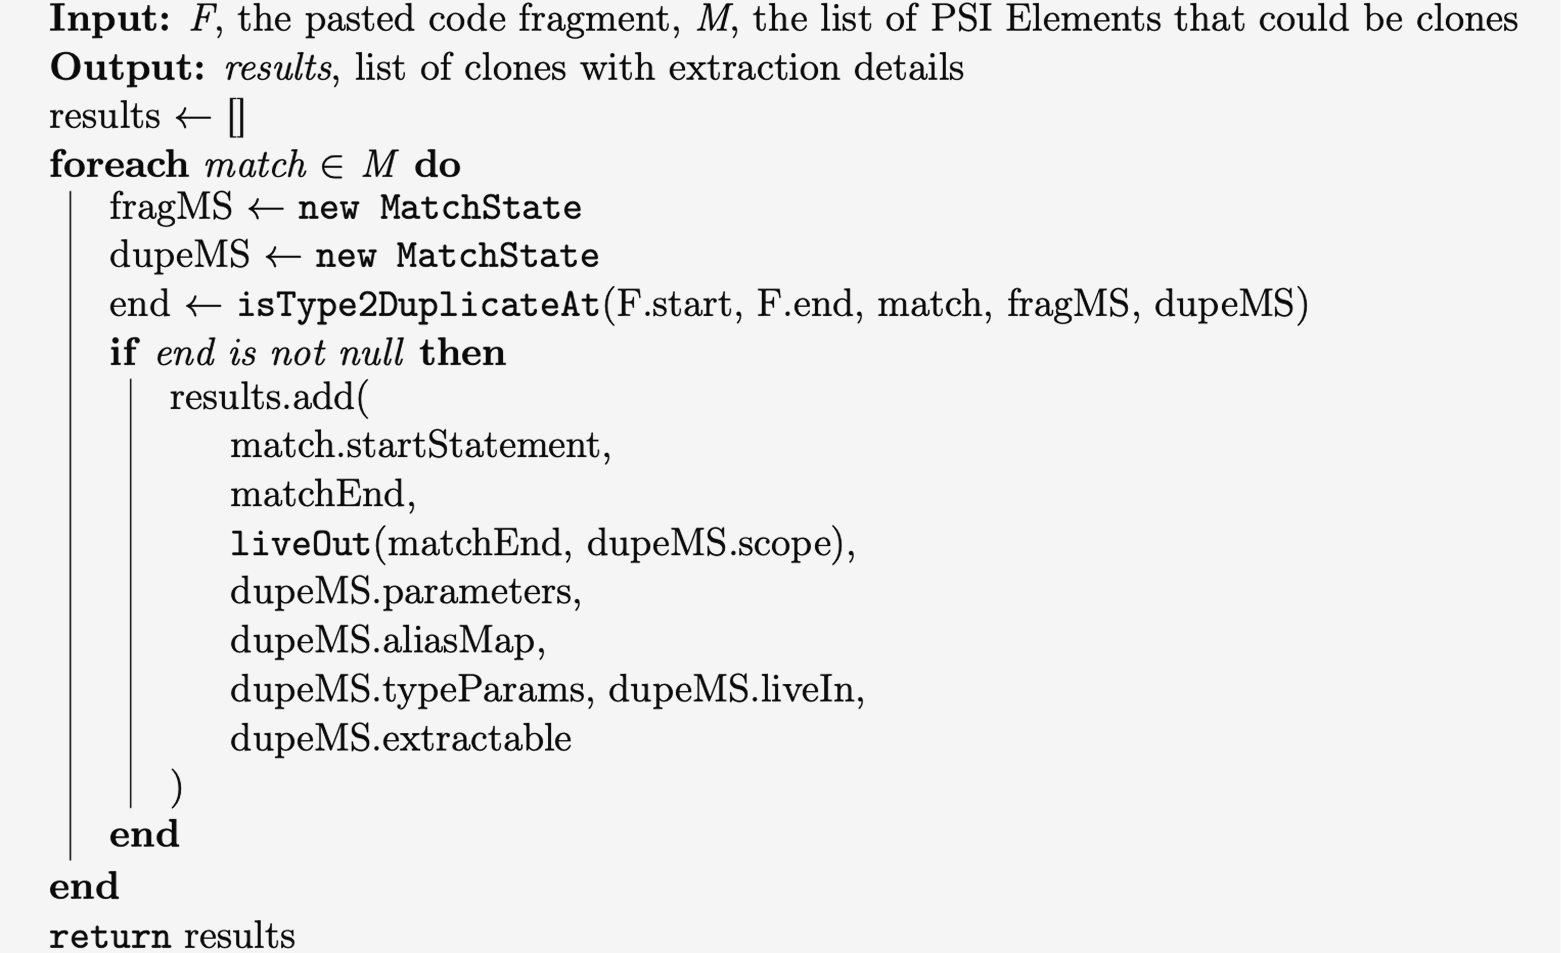 Input: F, the pasted code fragment, M, the list of PSI Elements that could be clones
Output: results, list of clones with extraction details
results ← []
foreach match ∈ M do
fragMS ← new MatchState
dupeMS ← new MatchState
end ← isType2DuplicateAt(F.start, F.end, match, fragMS, dupeMS)
if end is not null then
results.add(
match.startStatement,
matchEnd,
liveOut(matchEnd, dupeMS.scope),
dupeMS.parameters,
dupeMS.aliasMap,
dupeMS.typeParams, dupeMS.liveIn,
dupeMS.extractable
)
end
end
return results